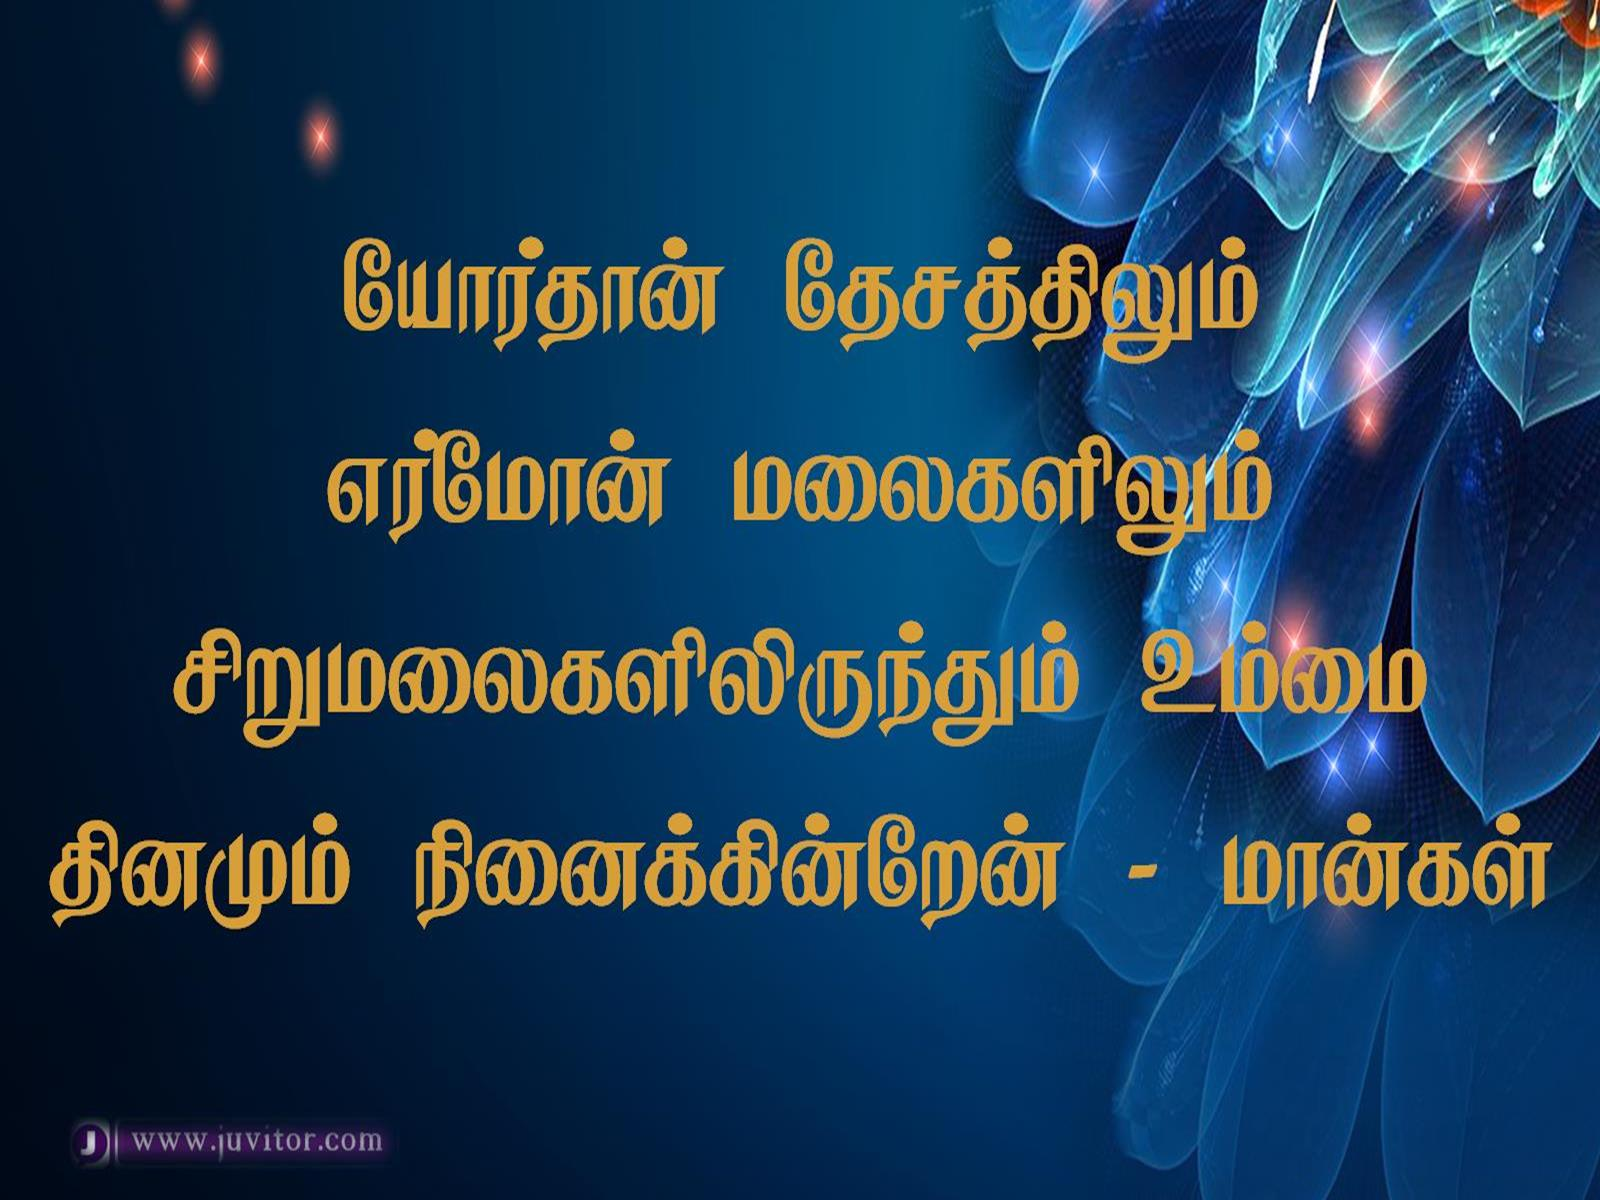 யோர்தான் தேசத்திலும்
எர்மோன் மலைகளிலும்
சிறுமலைகளிலிருந்தும் உம்மை
தினமும் நினைக்கின்றேன் - மான்கள்
J www.juvitor.com